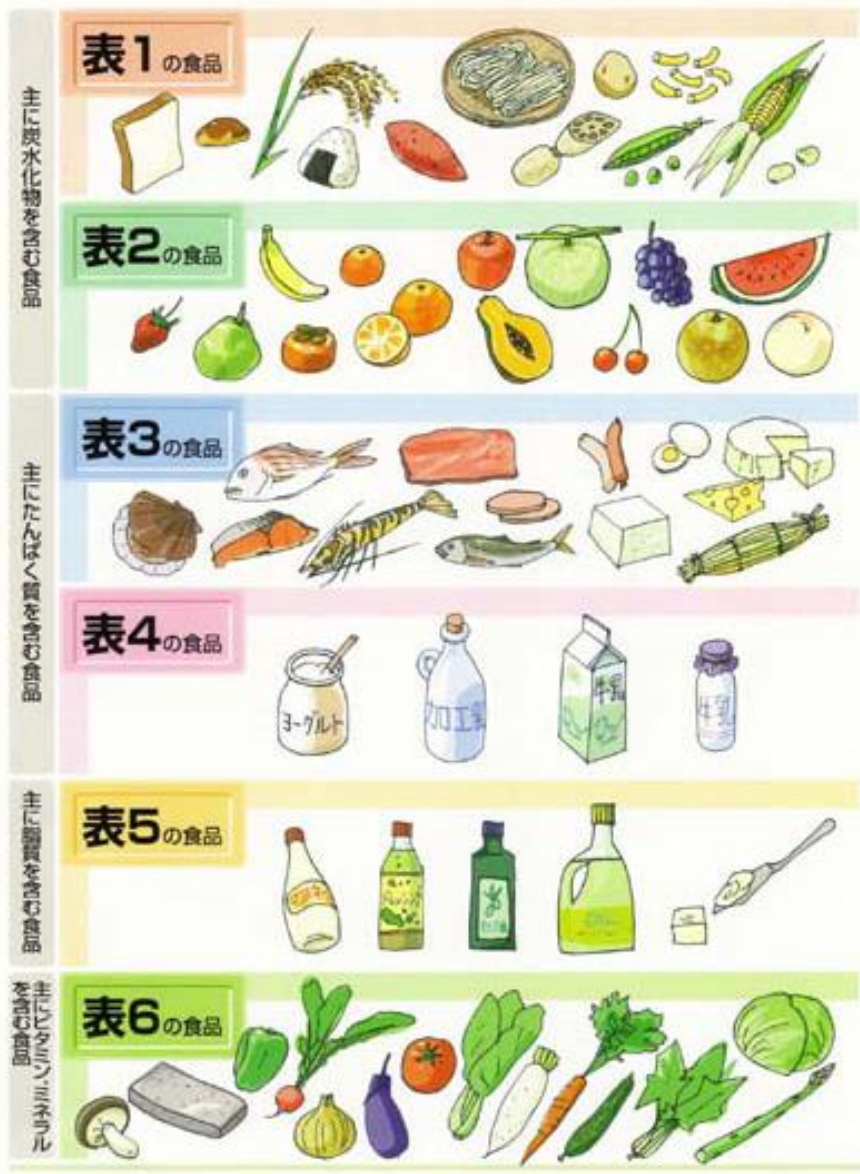 主に炭水化物を含む食品
表1の食品
表2の食品
主にたんぱく質を含む食品
表3の食品
表4の食品
ヨーグルト
加工乳
牛乳
牛乳
主に脂質を含む食品
表5の食品
主にビタミン、ミネラル
を含む食品
表6の食品